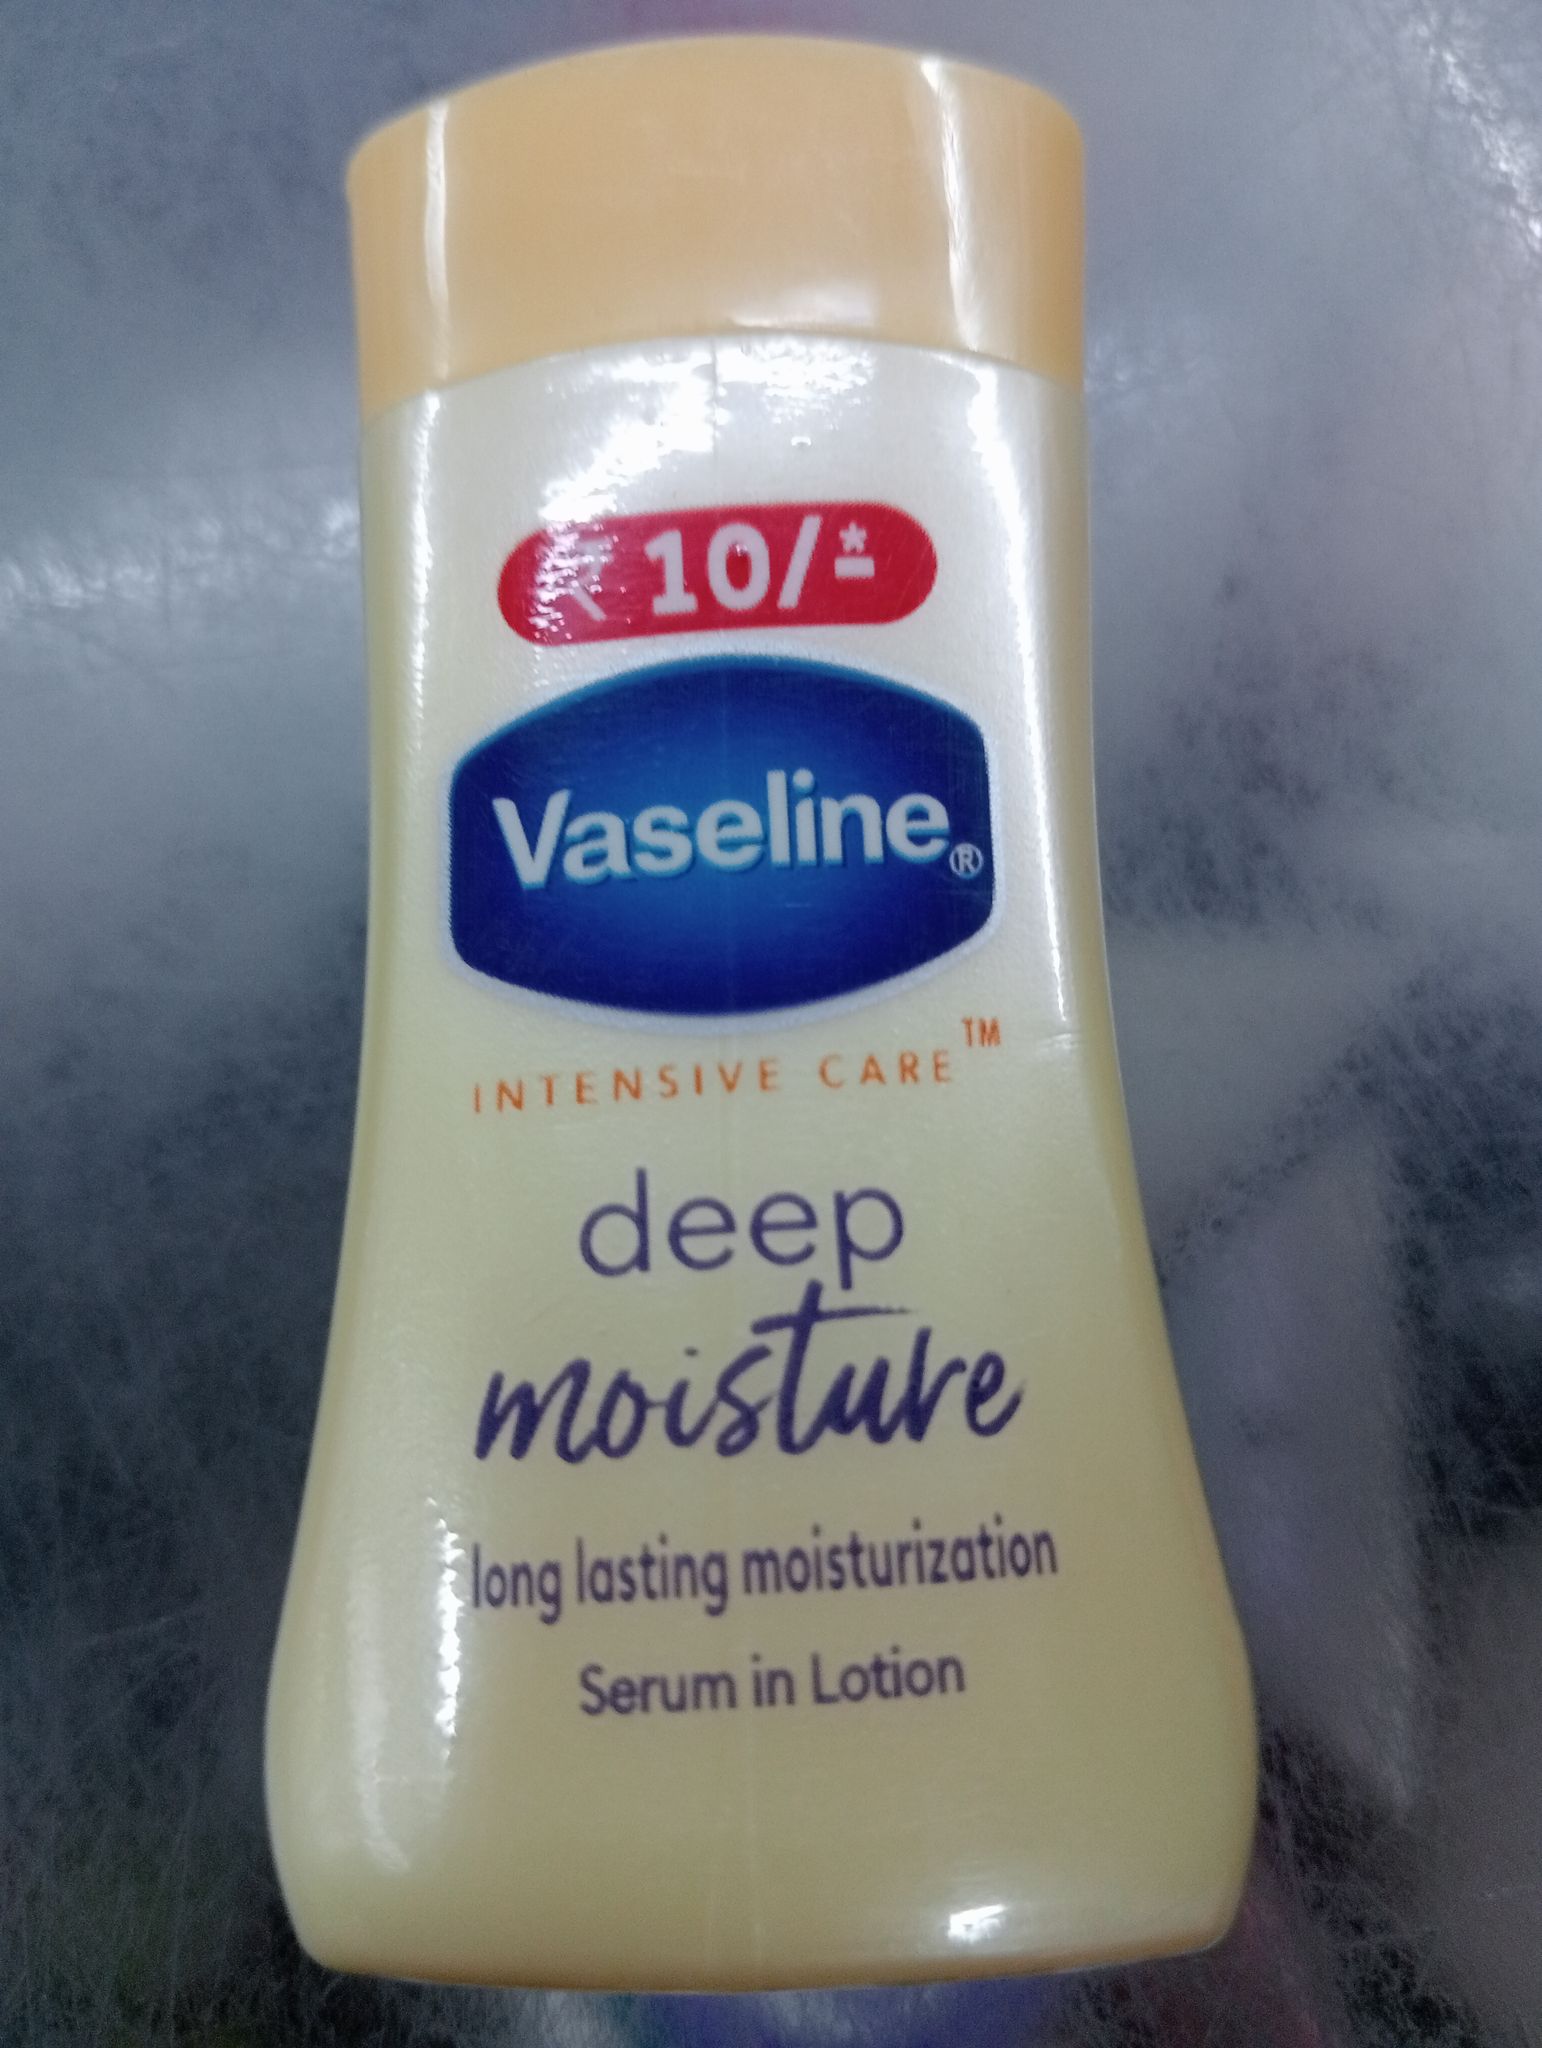 ₹ 10/-*
Vaseline®
INTENSIVE CARE™
deep
moisture
long lasting moisturization
Serum in Lotion